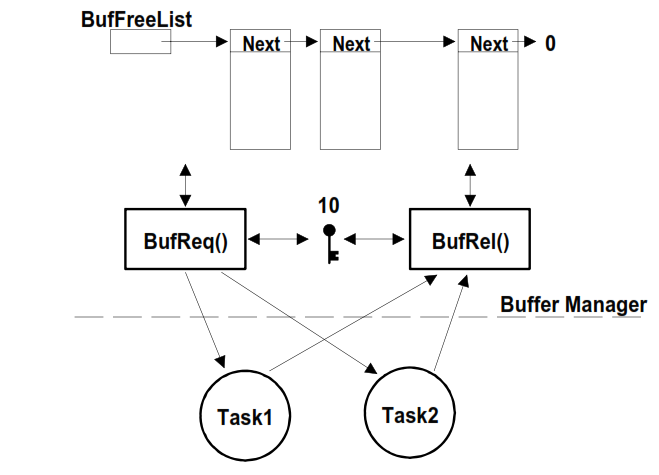 BufFreeList
Next Next Next 0
10
BufReq() BufRel()
Buffer Manager
Task1 Task2